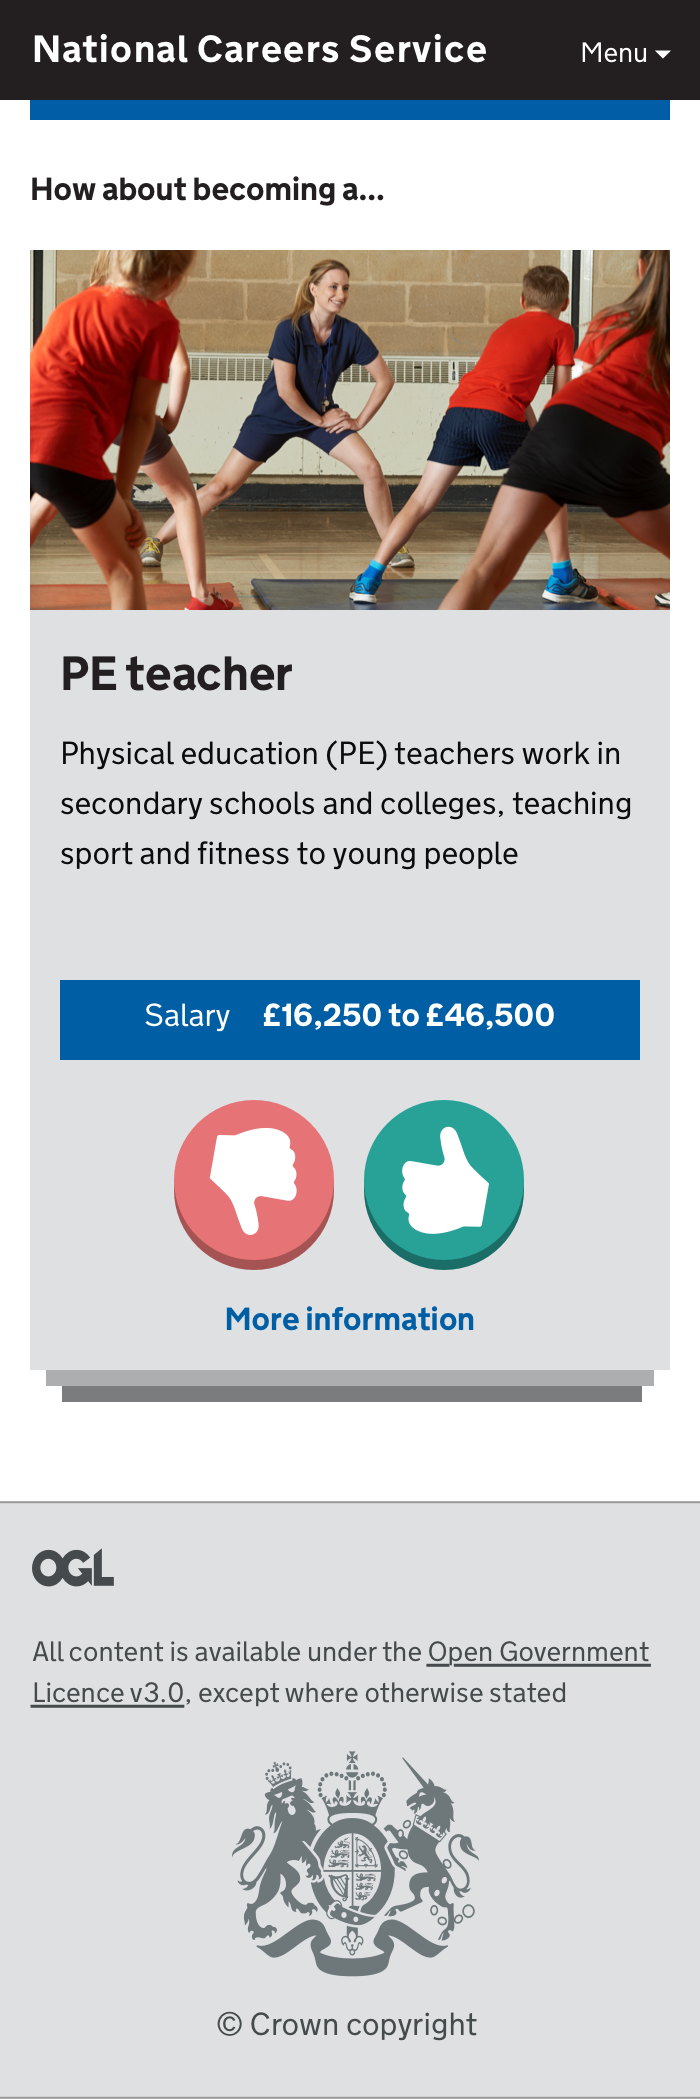 National Careers Service
Menu
How about becoming a...
PE teacher
Physical education (PE) teachers work in
secondary schools and colleges, teaching
sport and fitness to young people
Salary £16,250 to £46,500
More information
OGL
All content is available under the Open Government
Licence v3.0, except where otherwise stated
© Crown copyright